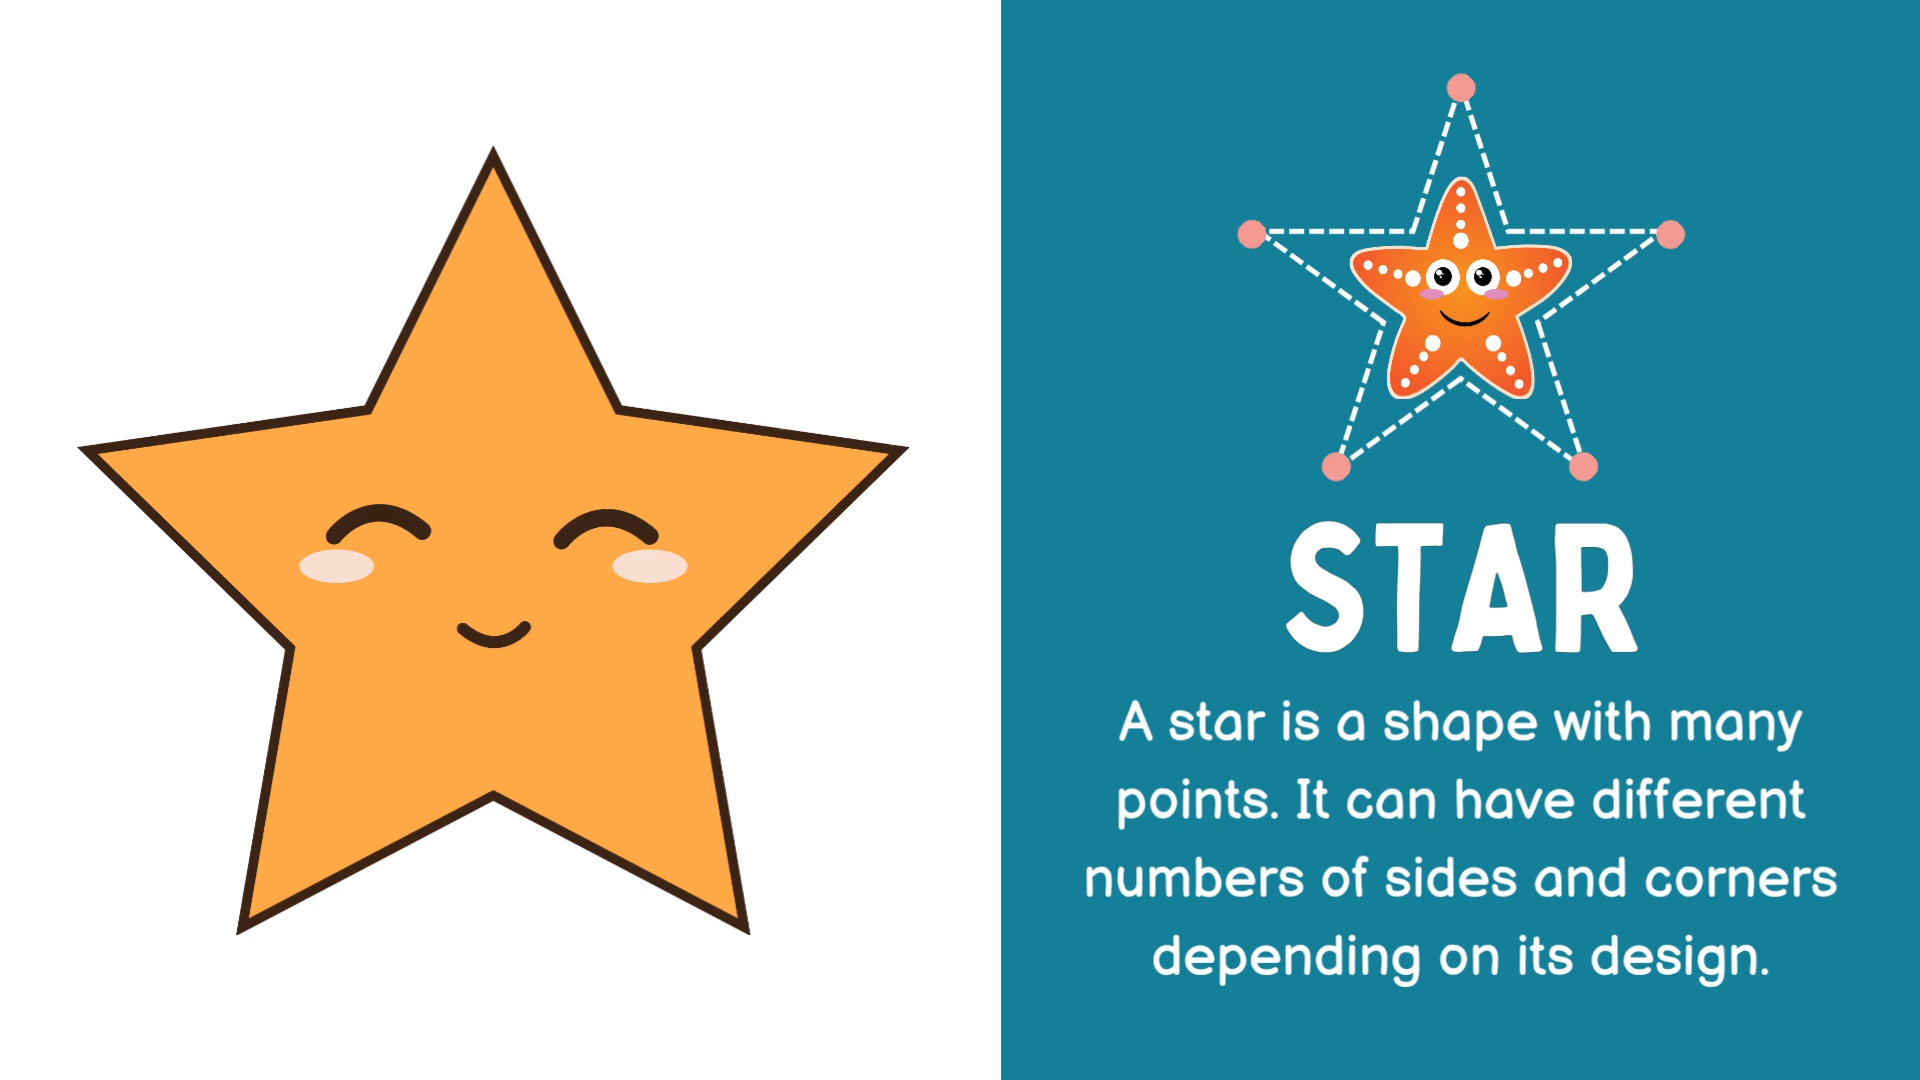 STAR
A star is a shape with many
points. It can have different
numbers of sides and corners
depending on its design.